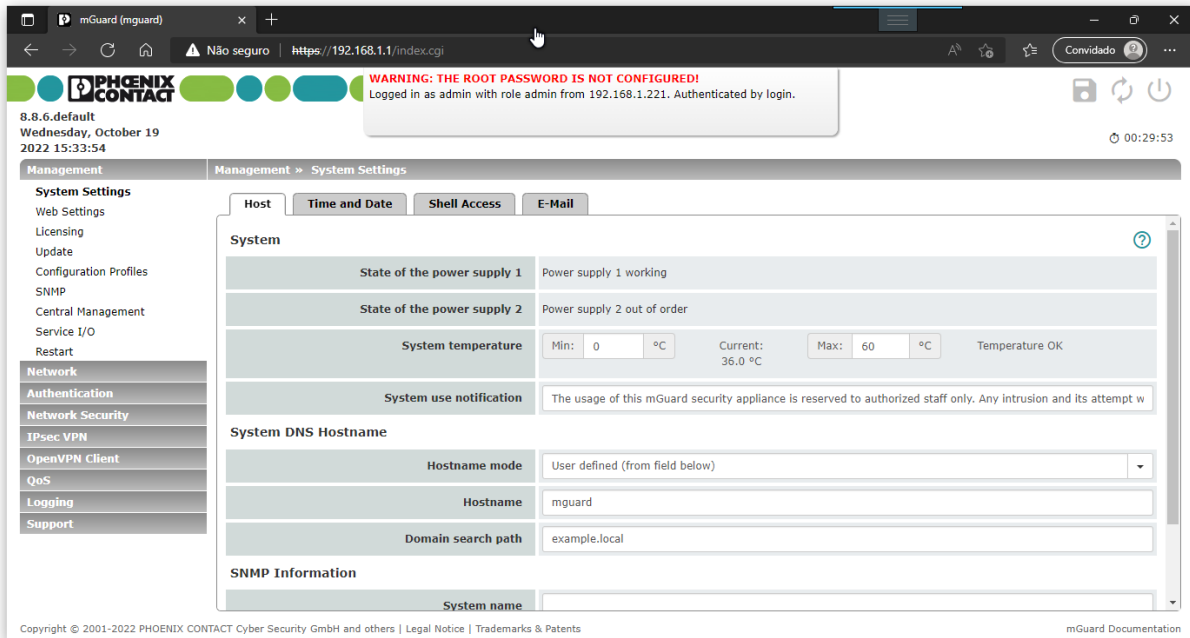 mGuard (mguard)
Não seguro | https://192.168.1.1/index.cgi
Convidado
PHŒNIX
CONTACT
WARNING: THE ROOT PASSWORD IS NOT CONFIGURED!
Logged in as admin with role admin from 192.168.1.221. Authenticated by login.
8.8.6.default
Wednesday, October 19
2022 15:33:54
00:29:53
Management
System Settings
Web Settings
Licensing
Update
Configuration Profiles
SNMP
Central Management
Service I/O
Restart
Network
Authentication
Network Security
IPsec VPN
OpenVPN Client
QoS
Logging
Support
Management » System Settings
Host
Time and Date
Shell Access
E-Mail
System
State of the power supply 1 Power supply 1 working
State of the power supply 2 Power supply 2 out of order
System temperature Min: 0 °C Current: Max: 60 °C Temperature OK
36.0 °C
System use notification The usage of this mGuard security appliance is reserved to authorized staff only. Any intrusion and its attempt w
System DNS Hostname
Hostname mode User defined (from field below)
Hostname mguard
Domain search path example.local
SNMP Information
System name
Copyright © 2001-2022 PHOENIX CONTACT Cyber Security GmbH and others | Legal Notice | Trademarks & Patents
mGuard Documentation